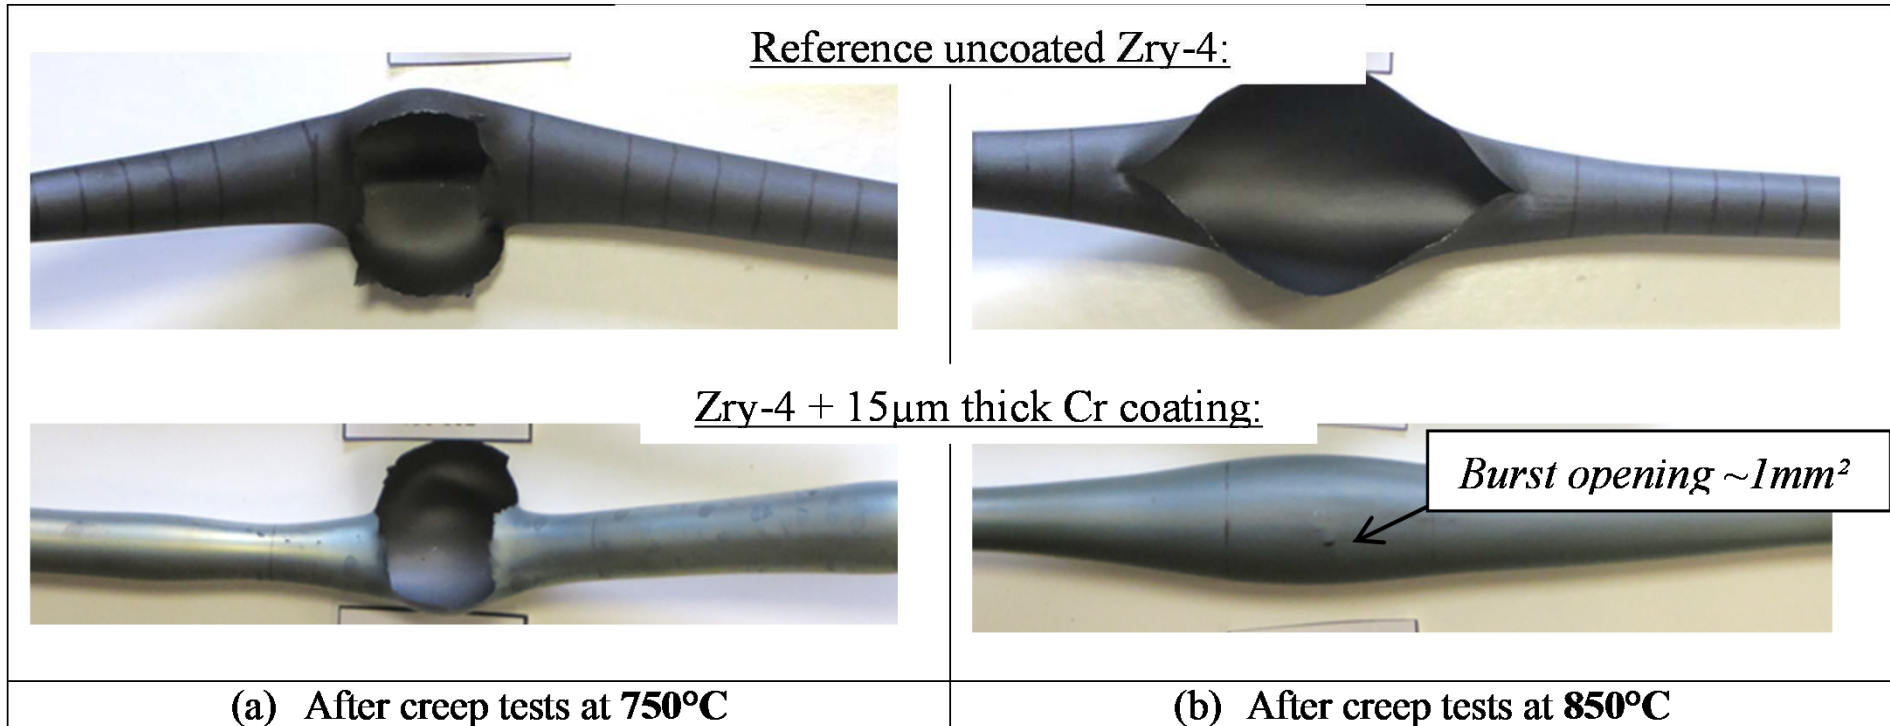 Reference uncoated Zry-4:
Zry-4 + 15µm thick Cr coating:
Burst opening ~1mm²
(a) After creep tests at 750°C
(b) After creep tests at 850°C